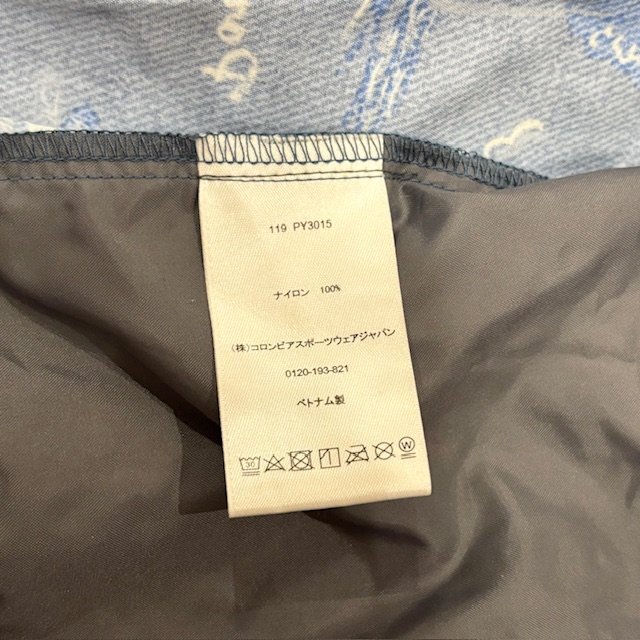 119 PY3015
ナイロン 100%
(株)コロンビアスポーツウェアジャパン
0120-193-821
ベトナム製
30
W